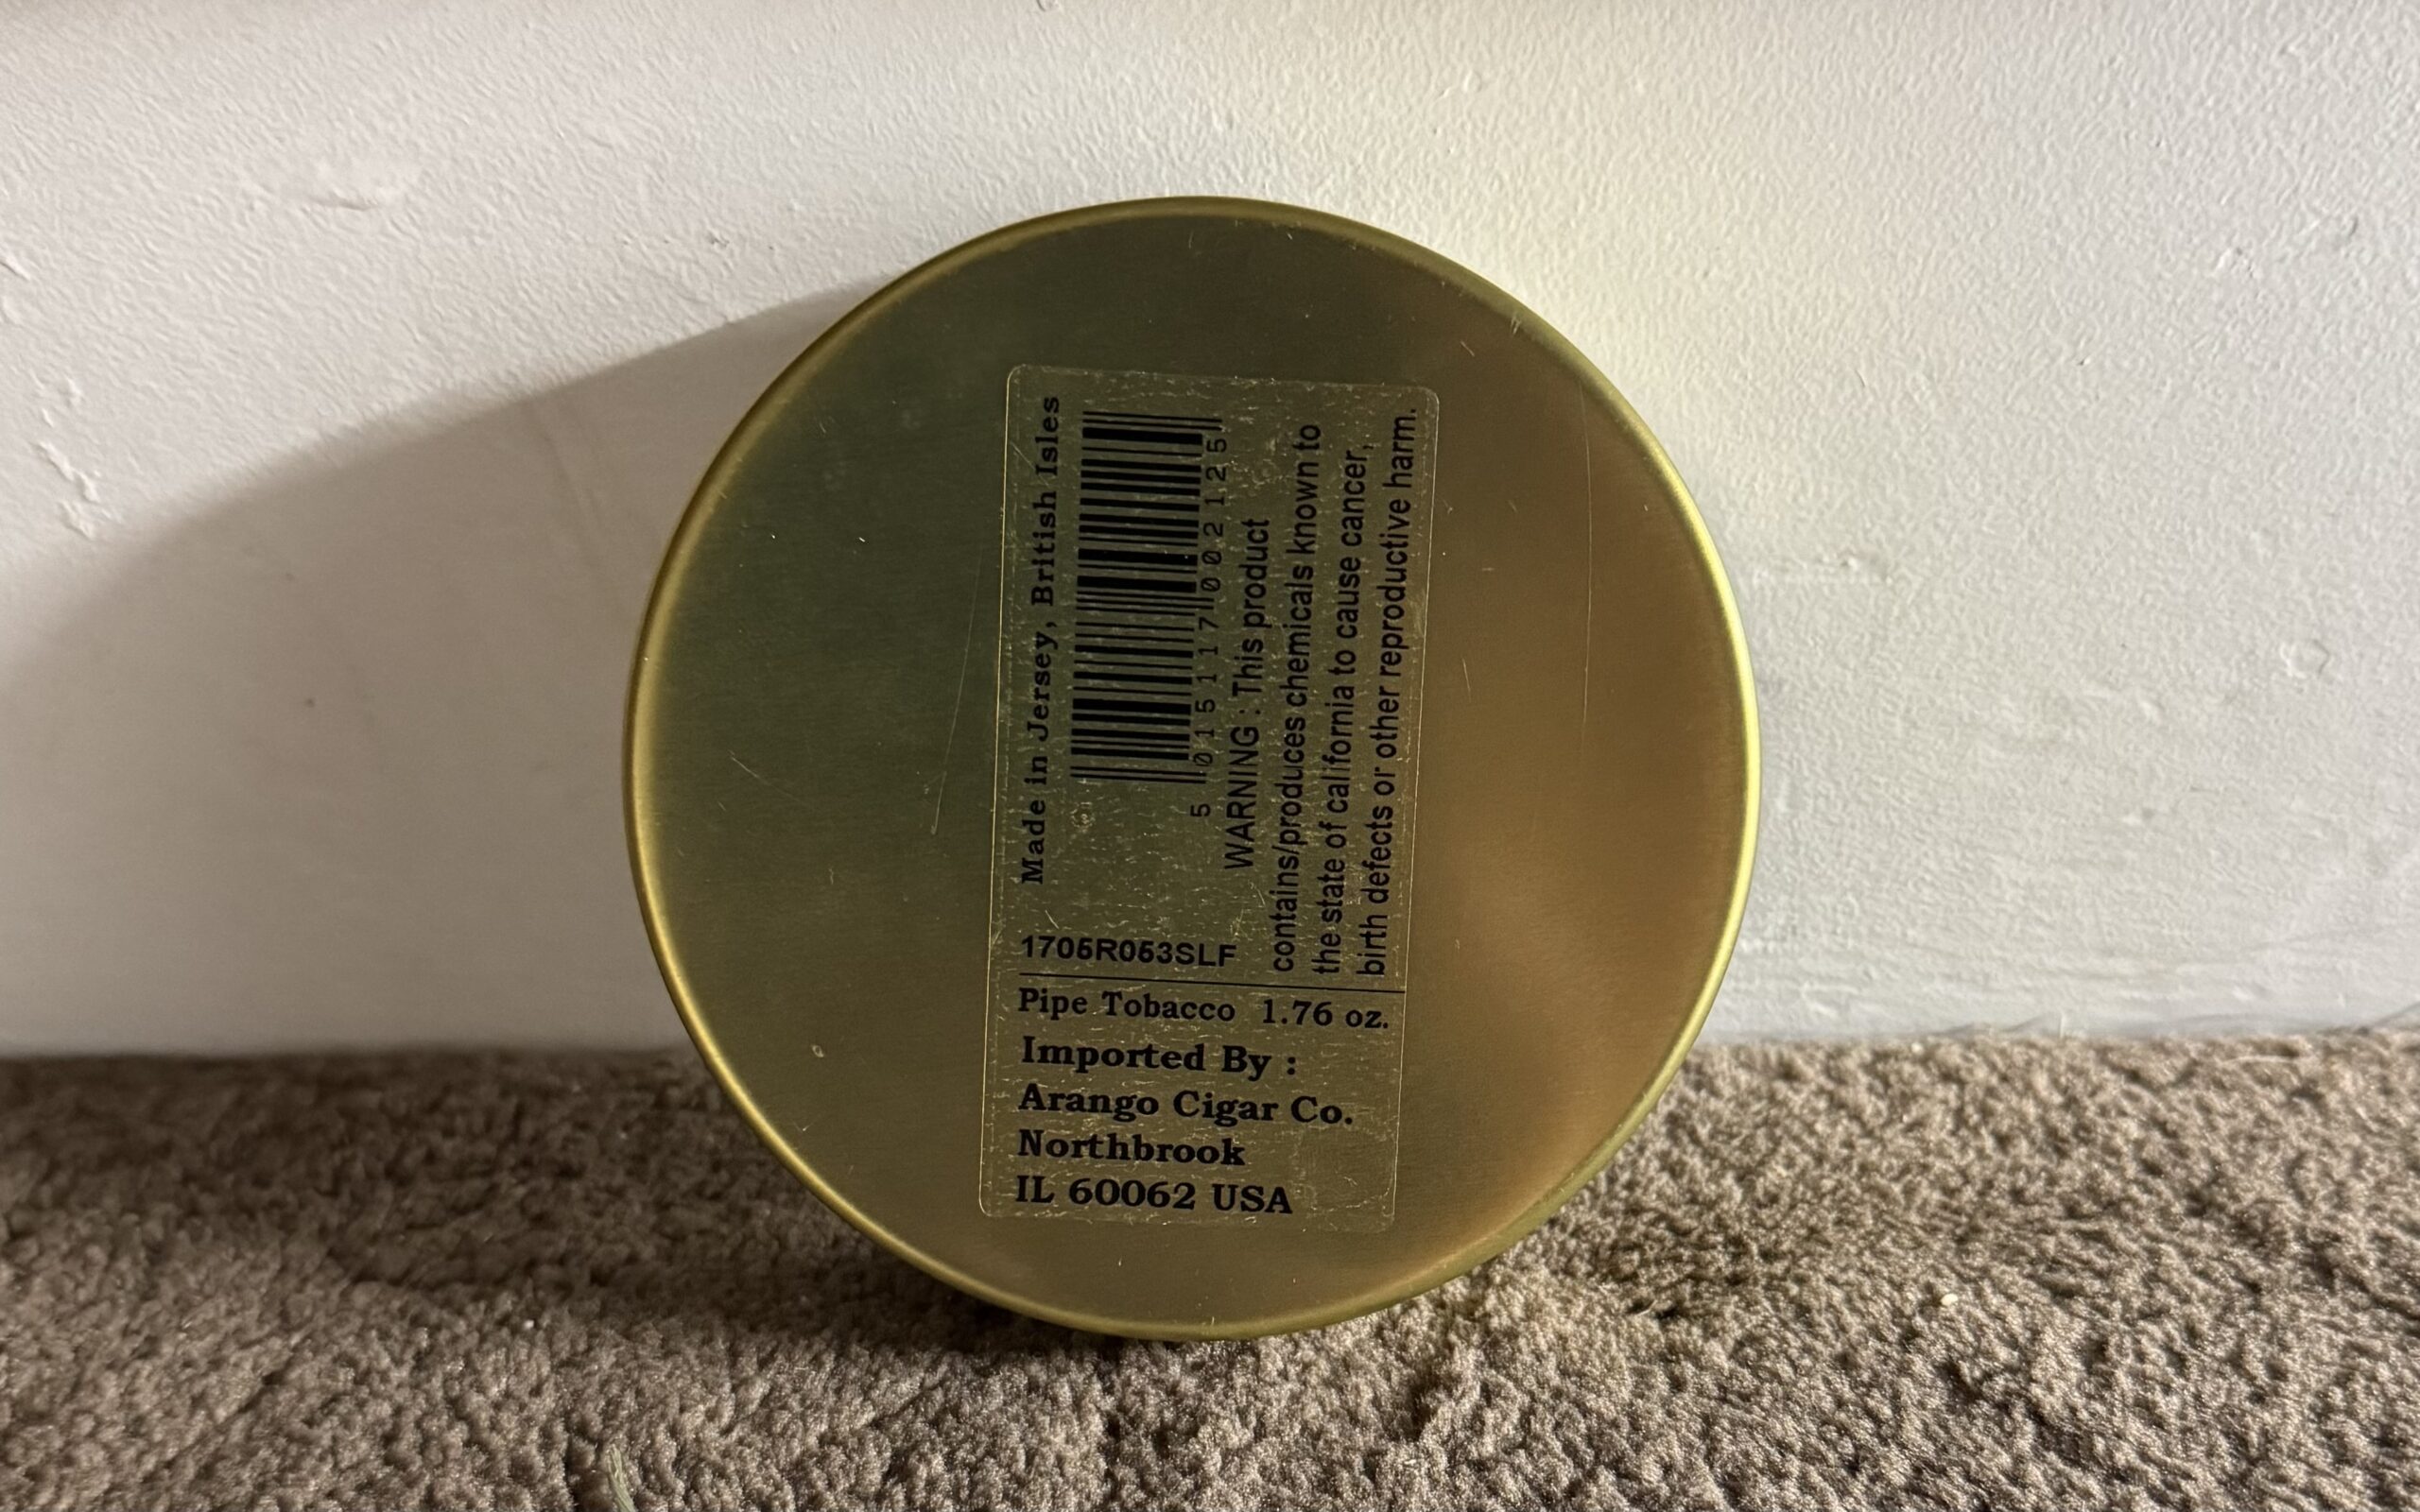 Made in Jersey, British Isles
5 015117 002125
WARNING : This product
contains/produces chemicals known to
the state of california to cause cancer,
birth defects or other reproductive harm.
1705R053SLF
Pipe Tobacco 1.76 oz.
Imported By :
Arango Cigar Co.
Northbrook
IL 60062 USA